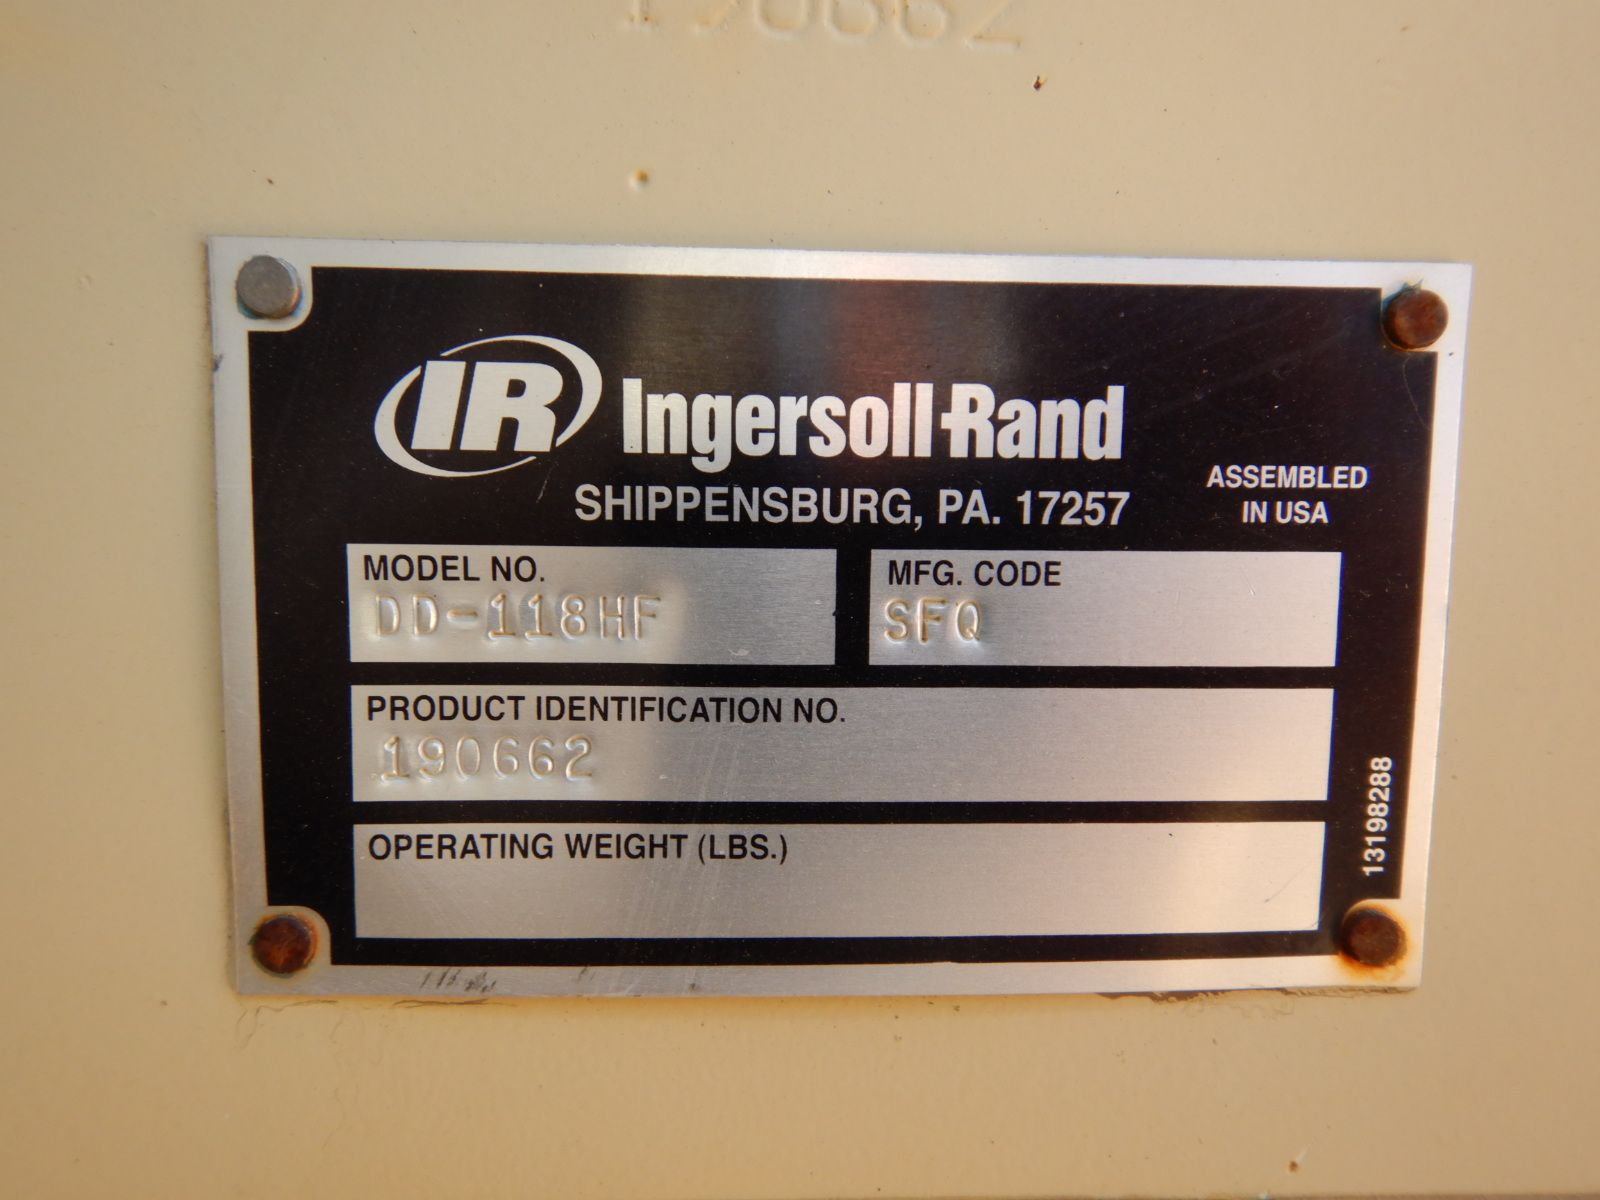 190662
IR Ingersoll-Rand
SHIPPENSBURG, PA. 17257
ASSEMBLED
IN USA
MODEL NO.
DD-118HF
MFG. CODE
SFQ
PRODUCT IDENTIFICATION NO.
190662
OPERATING WEIGHT (LBS.)
13198288